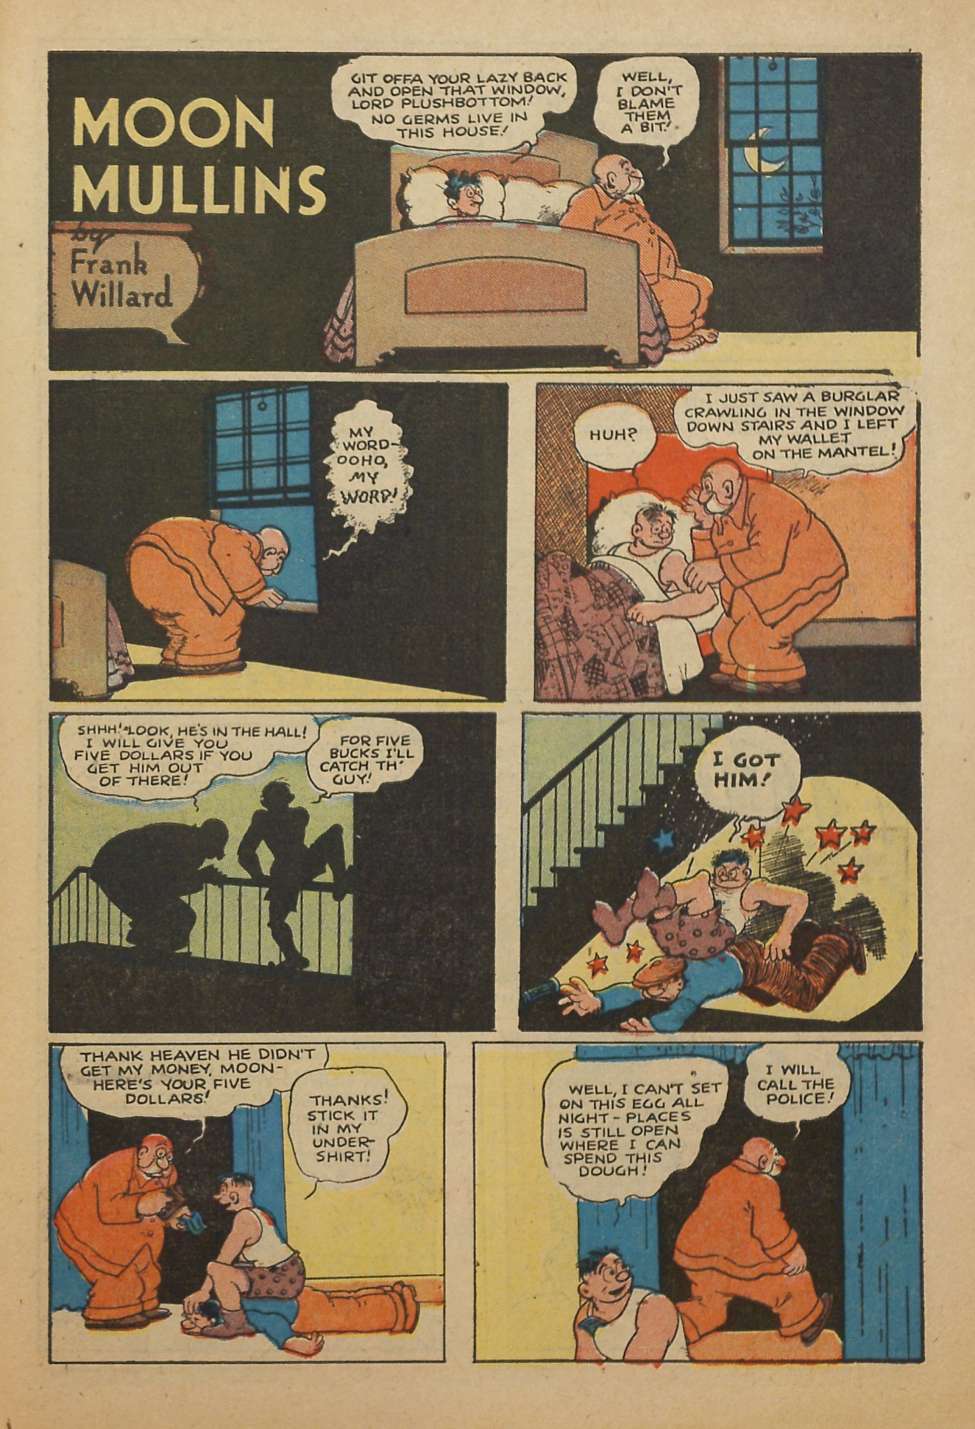 MOON
MULLINS
by
Frank
Willard
GIT OFFA YOUR LAZY BACK
AND OPEN THAT WINDOW,
LORD PLUSHBOTTOM!
NO GERMS LIVE IN
THIS HOUSE!
WELL,
I DON'T
BLAME
THEM
A BIT!
MY
WORD-
OOHO,
MY
WORD!
HUH?
I JUST SAW A BURGLAR
CRAWLING IN THE WINDOW
DOWN STAIRS AND I LEFT
MY WALLET
ON THE MANTEL!
SHHH! LOOK, HE'S IN THE HALL!
I WILL GIVE YOU
FIVE DOLLARS IF YOU
GET HIM OUT
OF THERE!
FOR FIVE
BUCKS I'LL
CATCH TH'
GUY!
I GOT
HIM!
THANK HEAVEN HE DIDN'T
GET MY MONEY, MOON-
HERE'S YOUR FIVE
DOLLARS!
THANKS!
STICK IT
IN MY
UNDER-
SHIRT!
WELL, I CAN'T SET
ON THIS EGG ALL
NIGHT - PLACES
IS STILL OPEN
WHERE I CAN
SPEND THIS
DOUGH!
I WILL
CALL THE
POLICE!